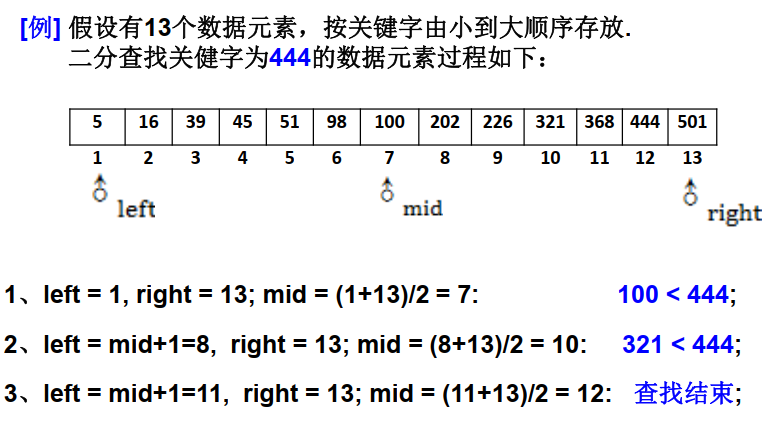 [例] 假设有13个数据元素，按关键字由小到大顺序存放.
二分查找关健字为444的数据元素过程如下：
5 16 39 45 51 98 100 202 226 321 368 444 501
1 2 3 4 5 6 7 8 9 10 11 12 13
left mid right
1、left = 1, right = 13; mid = (1+13)/2 = 7: 100 < 444;
2、left = mid+1=8, right = 13; mid = (8+13)/2 = 10: 321 < 444;
3、left = mid+1=11, right = 13; mid = (11+13)/2 = 12: 查找结束;